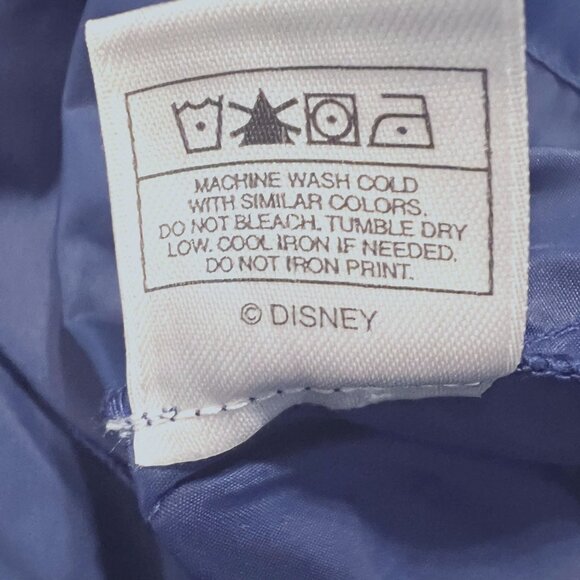 MACHINE WASH COLD
WITH SIMILAR COLORS.
DO NOT BLEACH. TUMBLE DRY
LOW. COOL IRON IF NEEDED.
DO NOT IRON PRINT.
© DISNEY